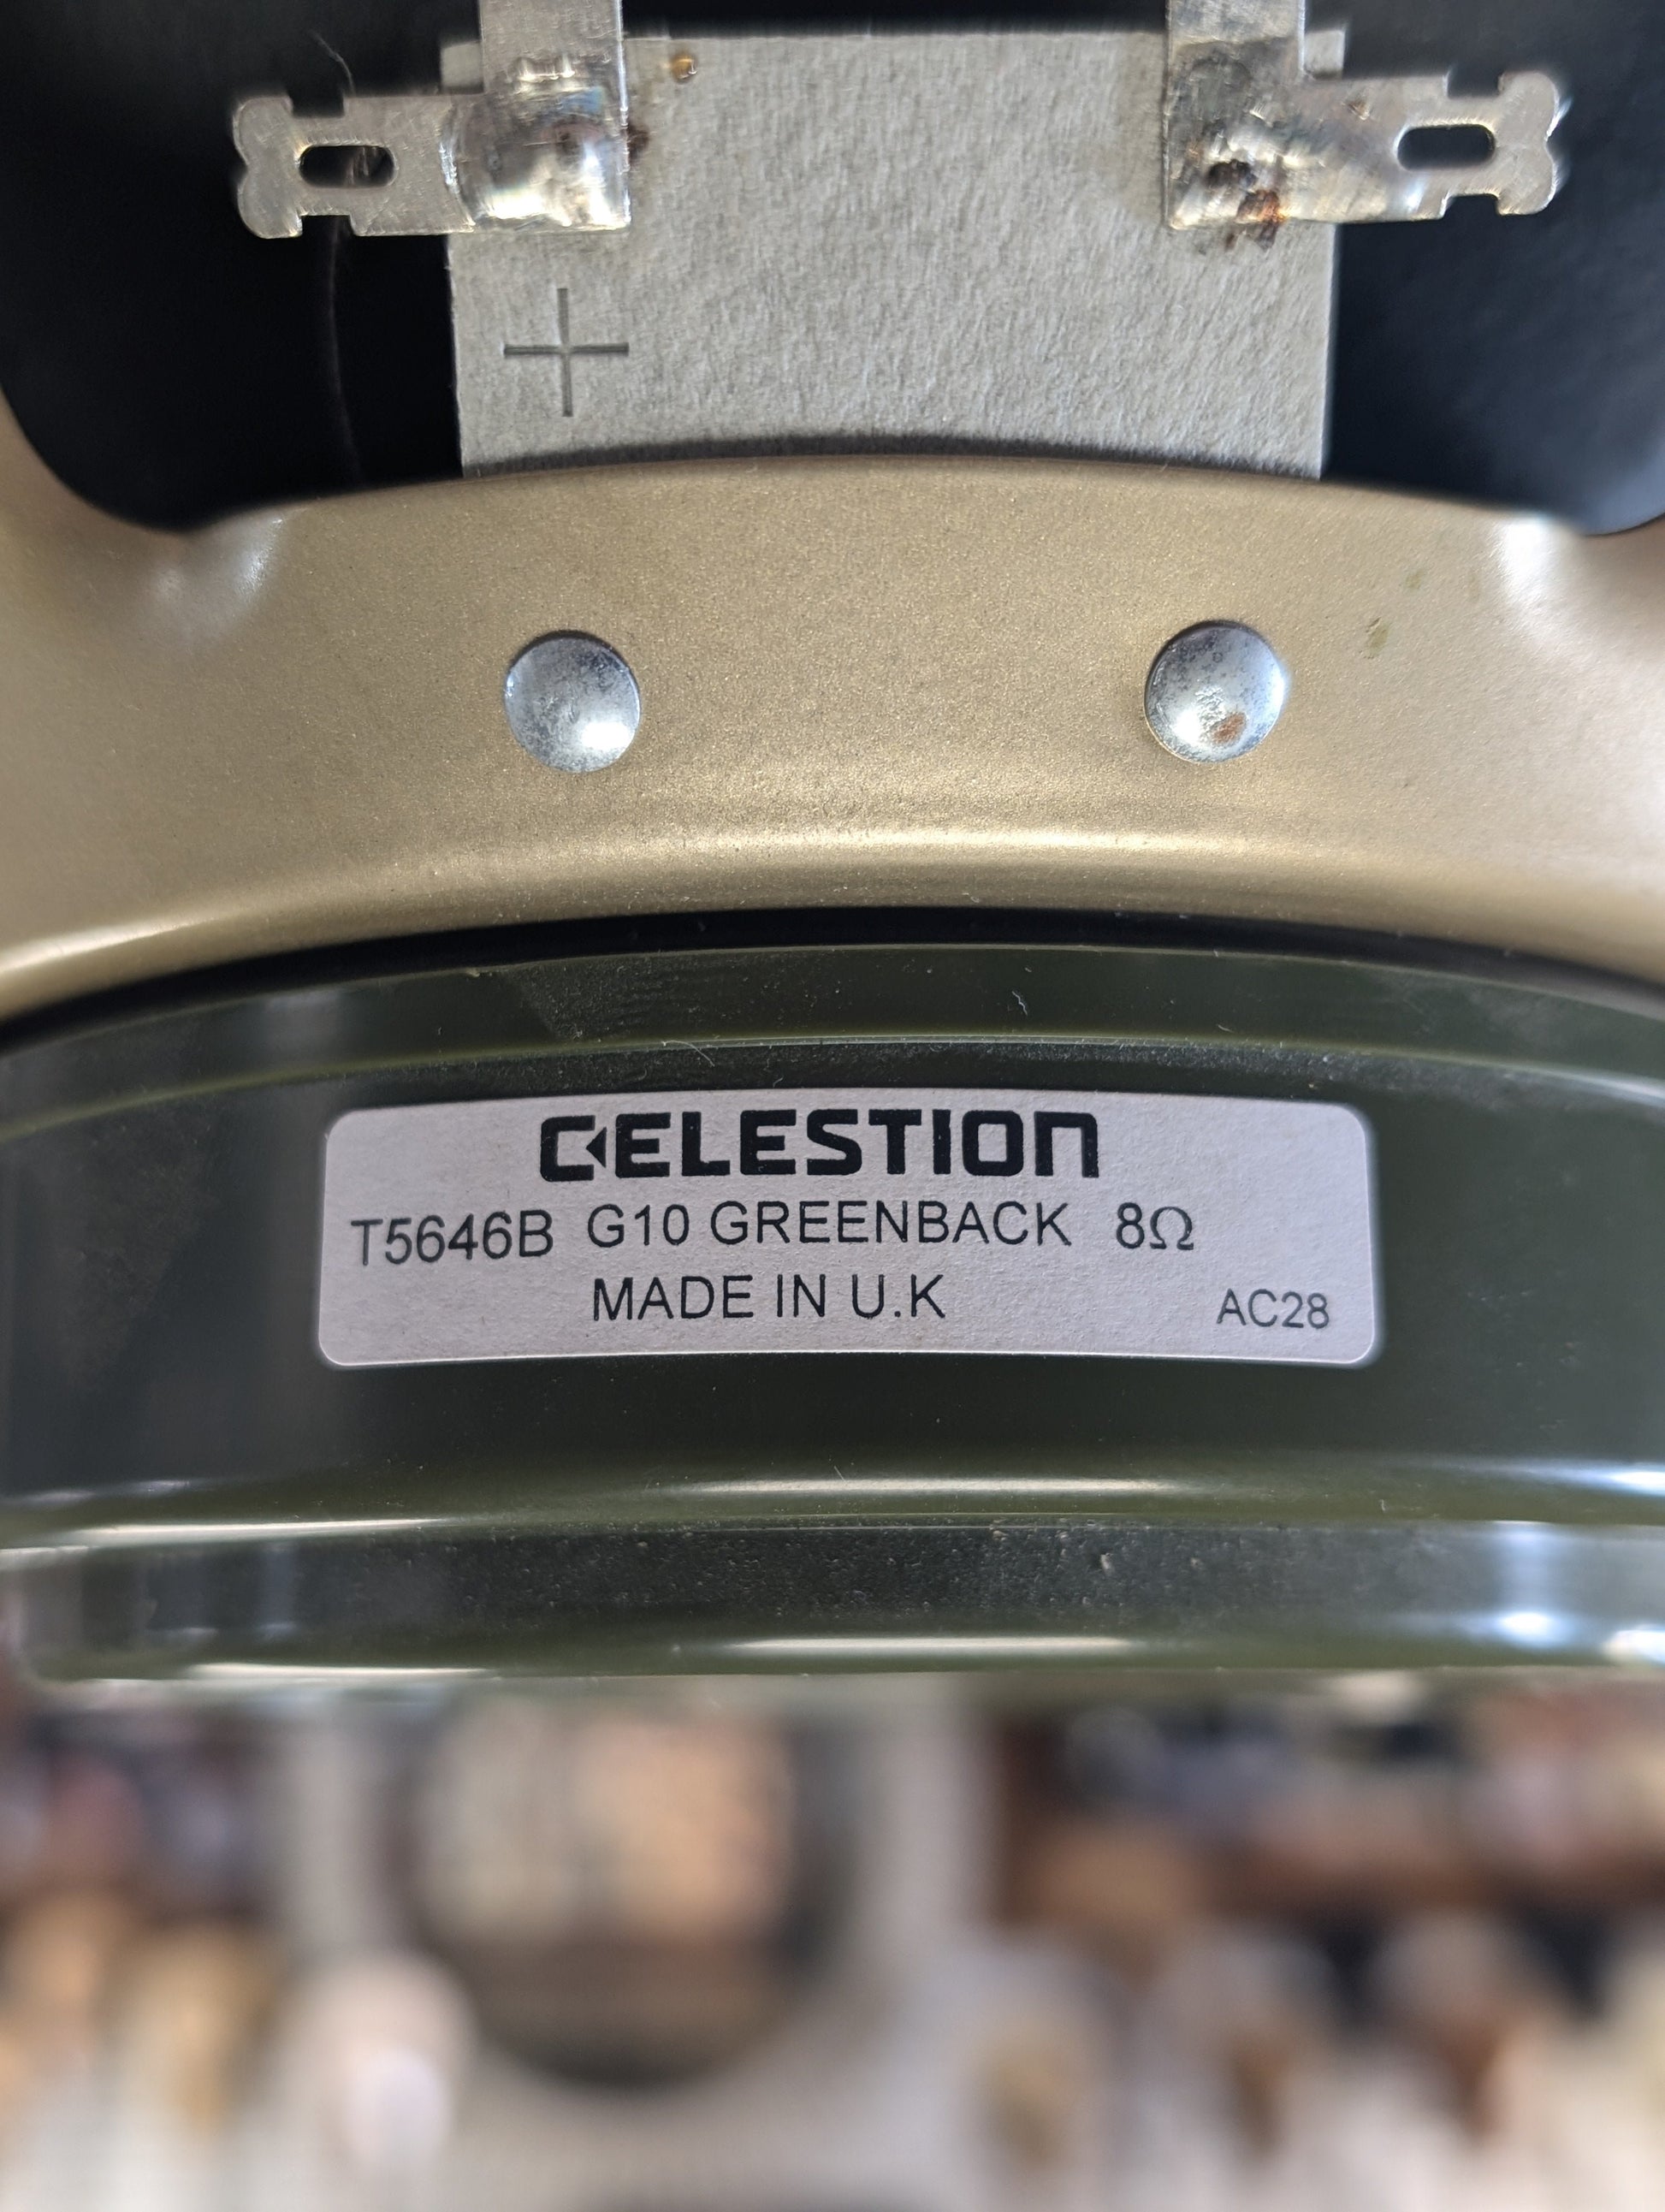 +
CELESTION
T5646B G10 GREENBACK 8Ω
MADE IN U.K
AC28